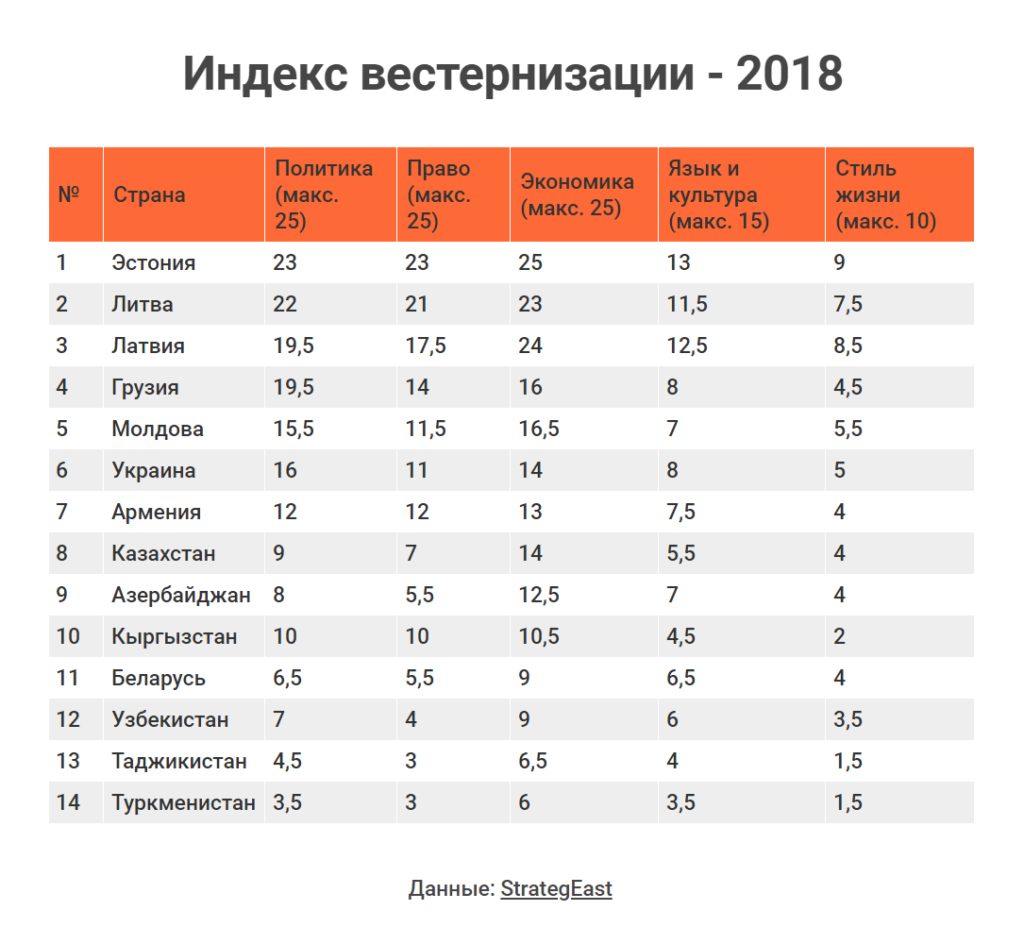 Индекс вестернизации - 2018
№ Страна Политика (макс. 25) Право (макс. 25) Экономика (макс. 25) Язык и культура (макс. 15) Стиль жизни (макс. 10)
1 Эстония 23 23 25 13 9
2 Литва 22 21 23 11,5 7,5
3 Латвия 19,5 17,5 24 12,5 8,5
4 Грузия 19,5 14 16 8 4,5
5 Молдова 15,5 11,5 16,5 7 5,5
6 Украина 16 11 14 8 5
7 Армения 12 12 13 7,5 4
8 Казахстан 9 7 14 5,5 4
9 Азербайджан 8 5,5 12,5 7 4
10 Кыргызстан 10 10 10,5 4,5 2
11 Беларусь 6,5 5,5 9 6,5 4
12 Узбекистан 7 4 9 6 3,5
13 Таджикистан 4,5 3 6,5 4 1,5
14 Туркменистан 3,5 3 6 3,5 1,5
Данные: StrategEast